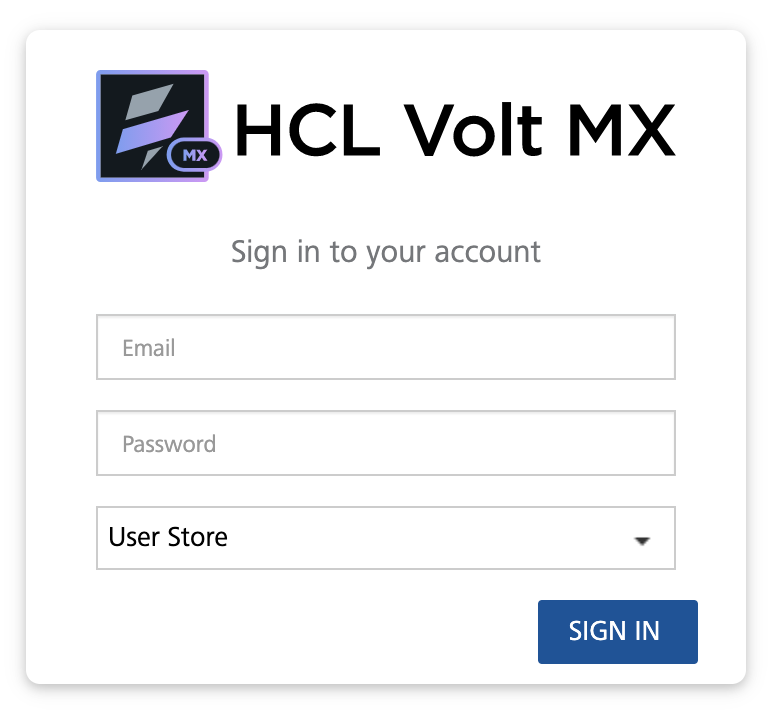 MX
HCL Volt MX
Sign in to your account
Email
Password
User Store
SIGN IN